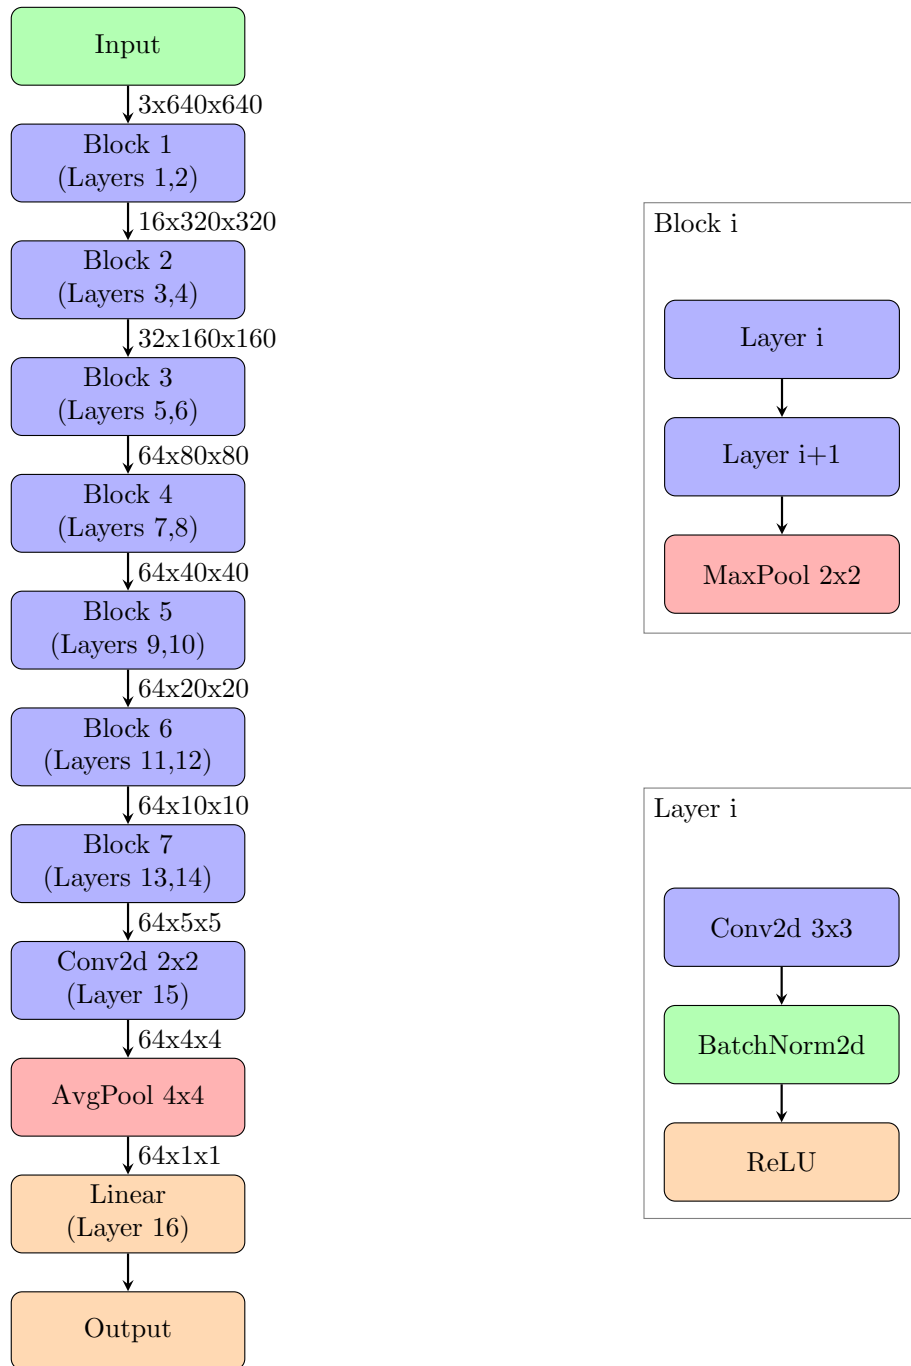 Input
3x640x640
Block 1
(Layers 1,2)
16x320x320
Block 2
(Layers 3,4)
32x160x160
Block 3
(Layers 5,6)
64x80x80
Block 4
(Layers 7,8)
64x40x40
Block 5
(Layers 9,10)
64x20x20
Block 6
(Layers 11,12)
64x10x10
Block 7
(Layers 13,14)
64x5x5
Conv2d 2x2
(Layer 15)
64x4x4
AvgPool 4x4
64x1x1
Linear
(Layer 16)
Output
Block i
Layer i
Layer i+1
MaxPool 2x2
Layer i
Conv2d 3x3
BatchNorm2d
ReLU